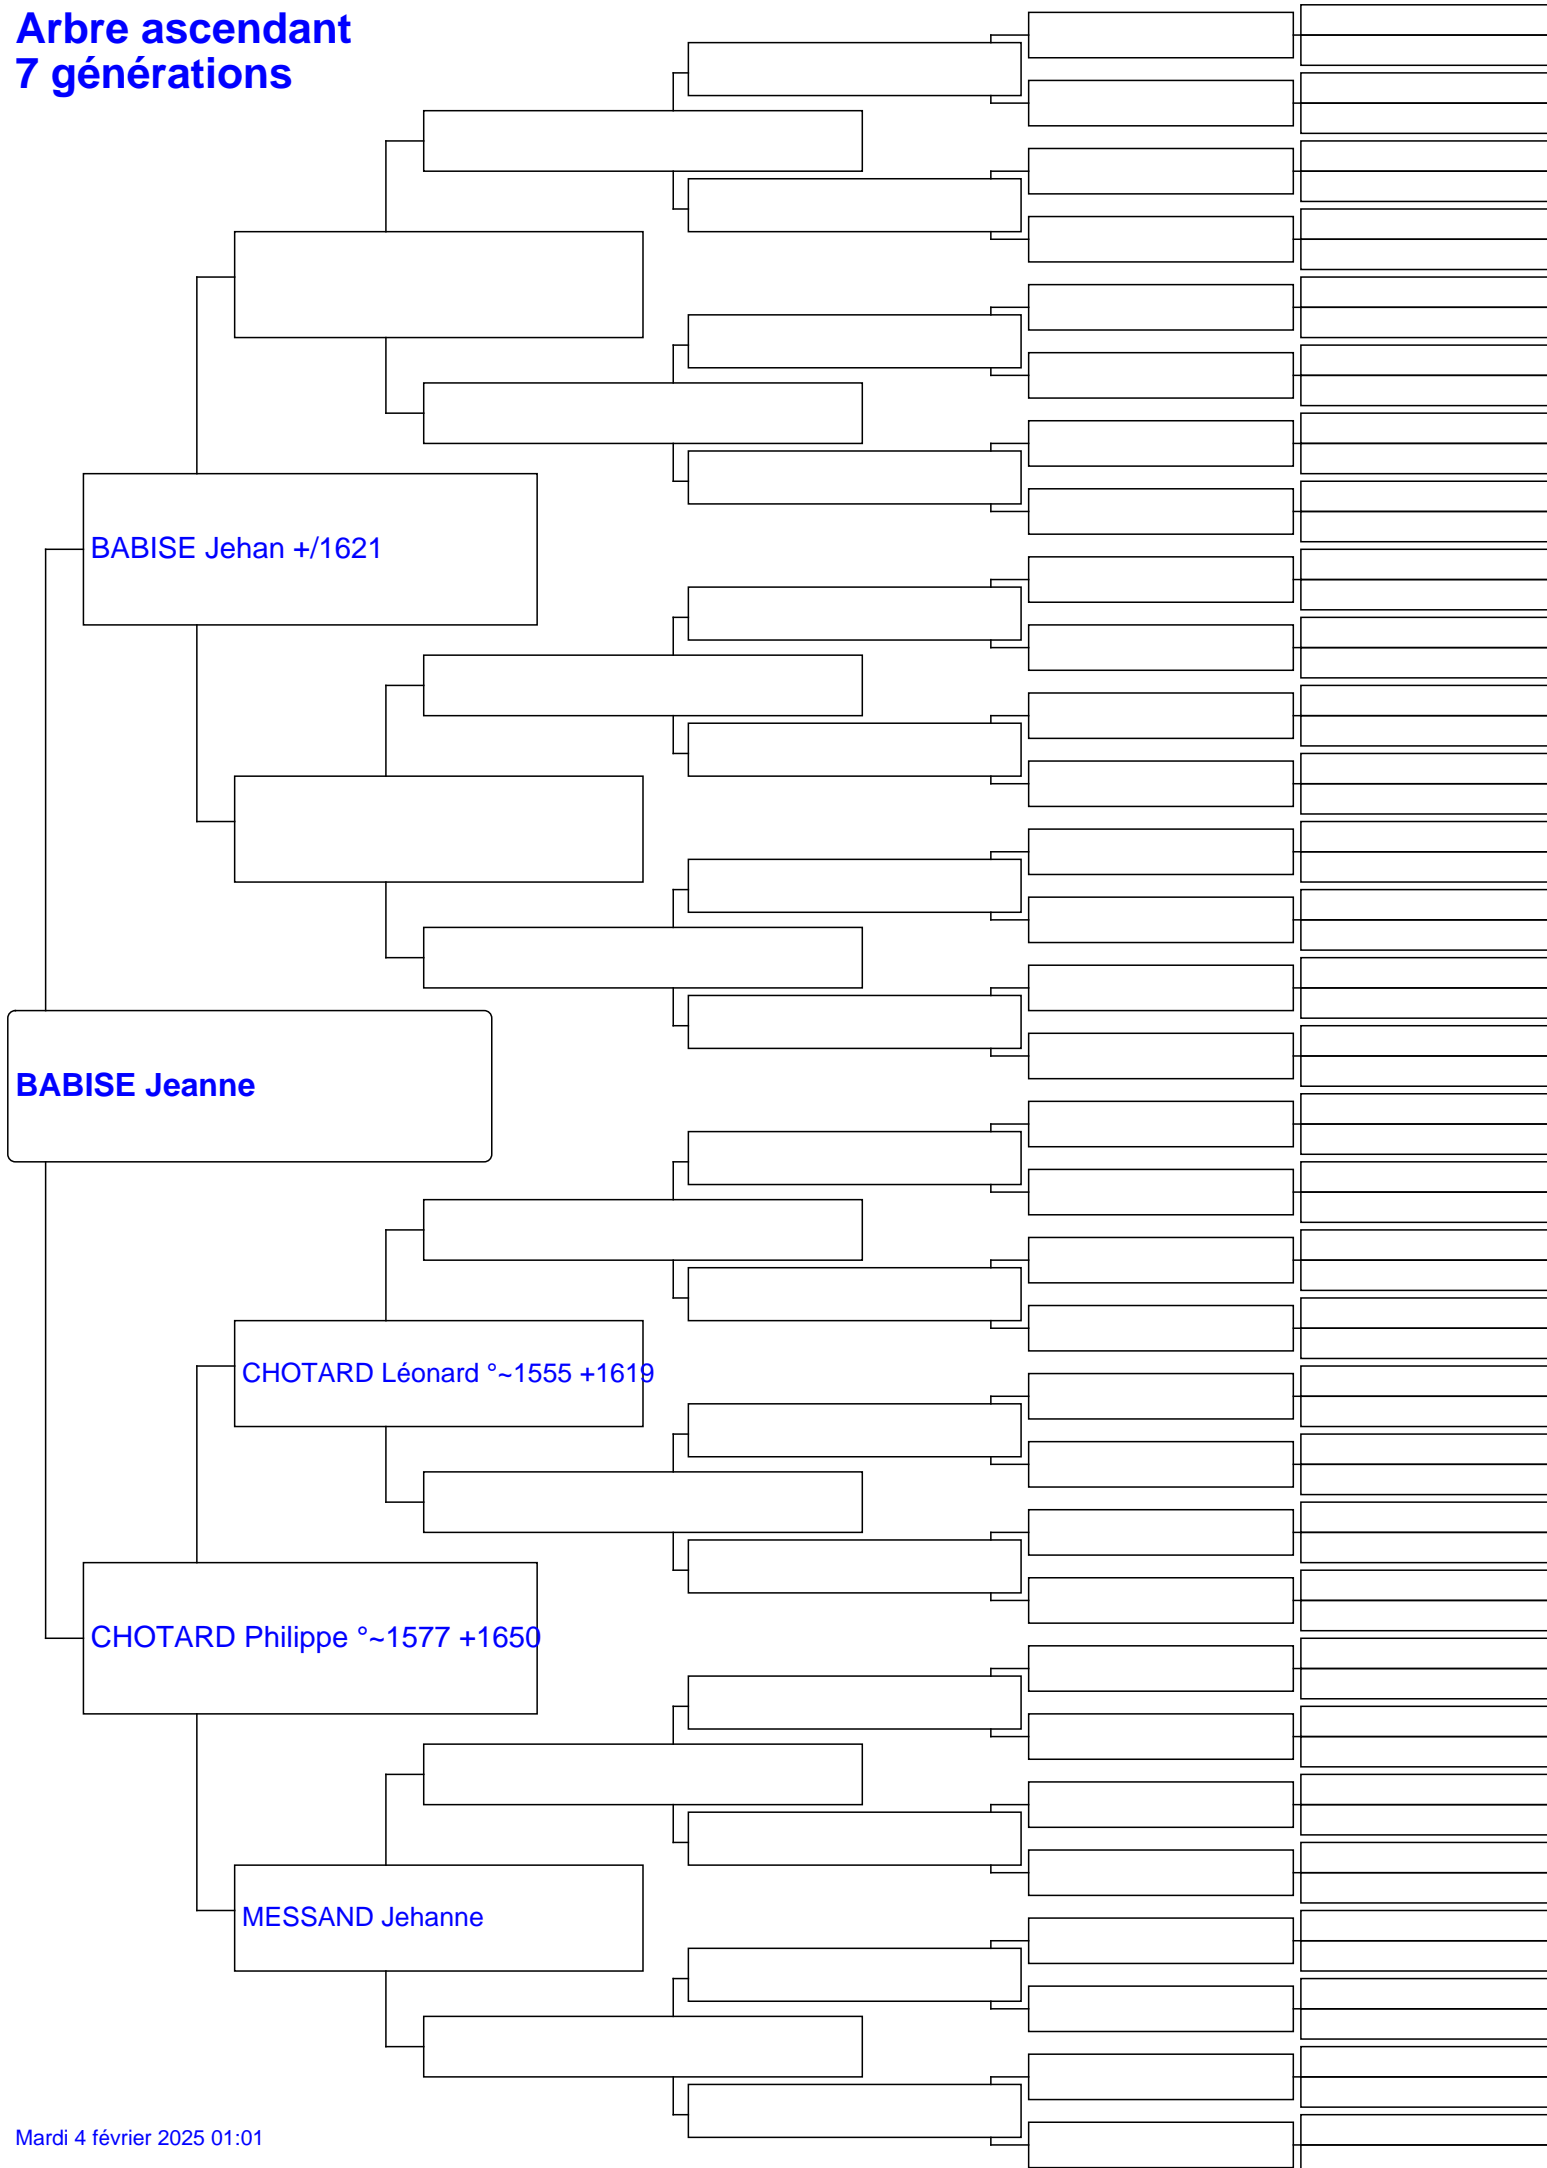 Arbre ascendant
7 générations
BABISE Jehan +/1621
BABISE Jeanne
CHOTARD Léonard °~1555 +1619
CHOTARD Philippe °~1577 +1650
MESSAND Jehanne
Mardi 4 février 2025 01:01